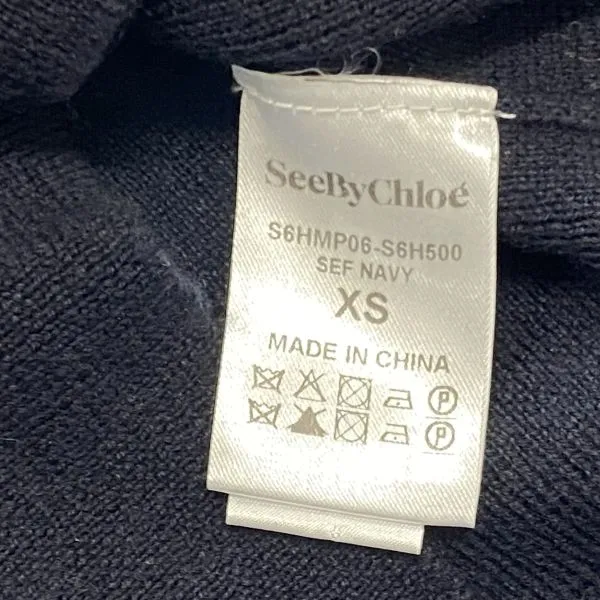 SeeByChloé
S6HMP06-S6H500
SEF NAVY
XS
MADE IN CHINA
P
P